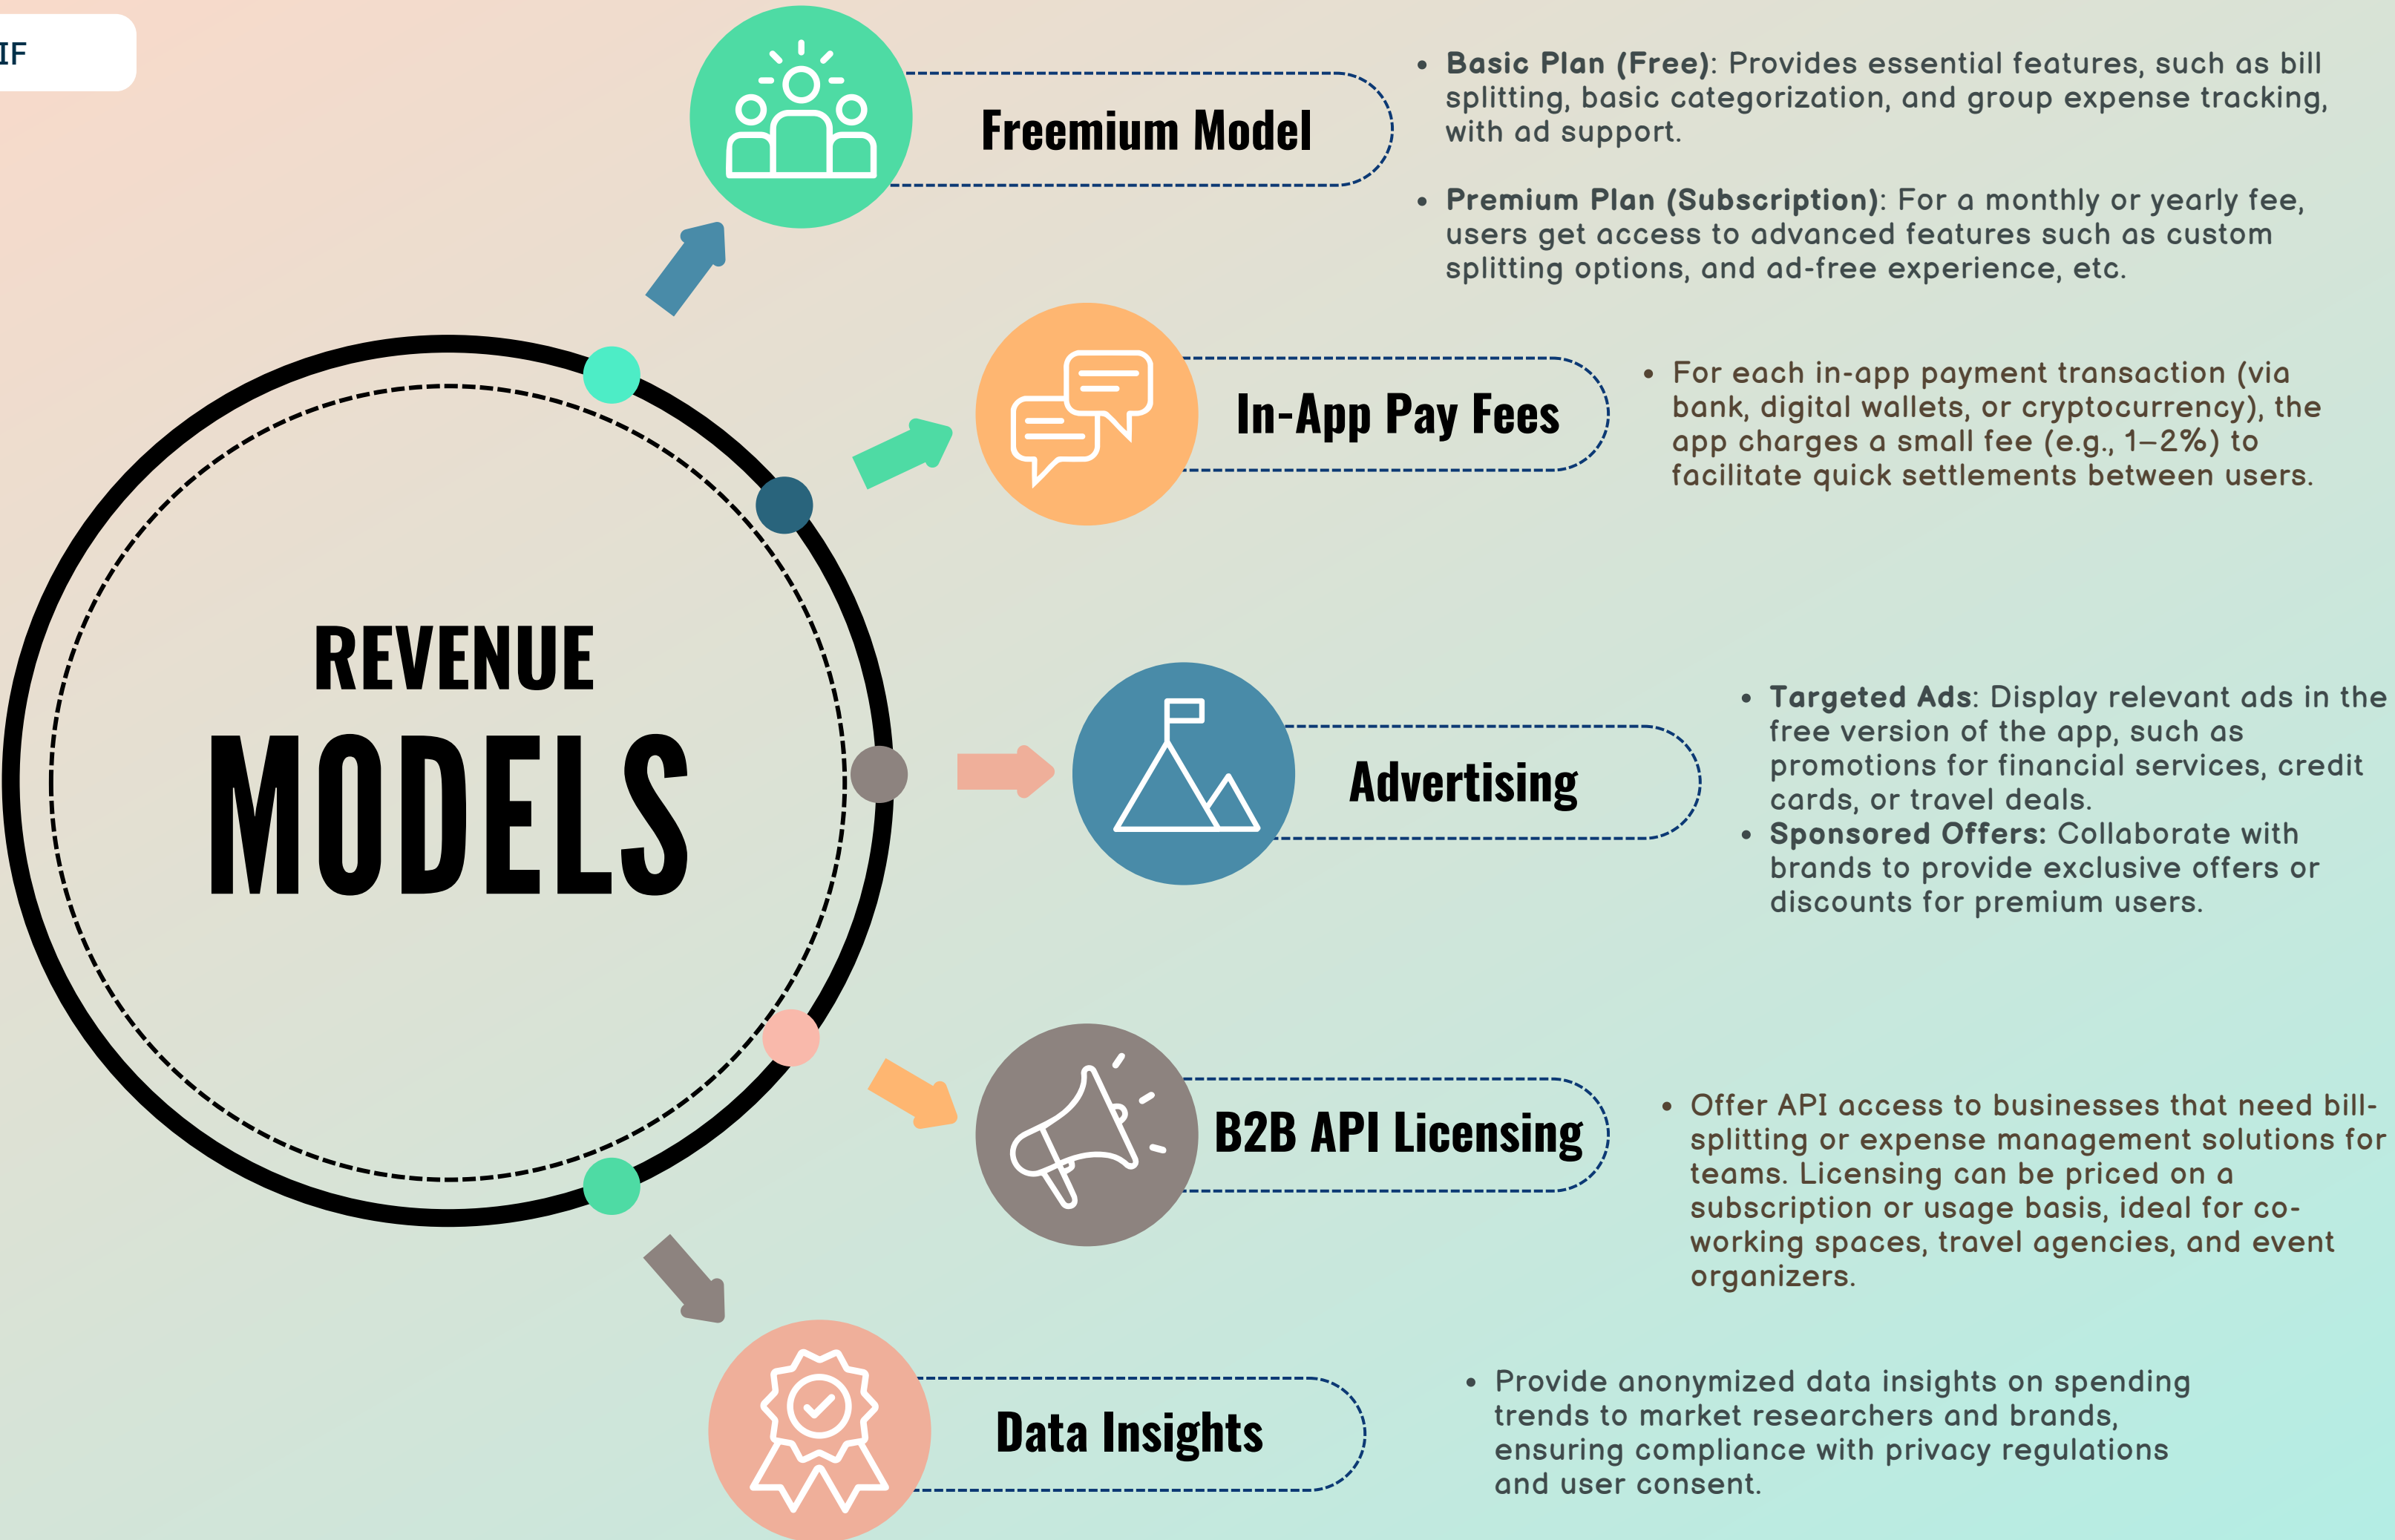 IF
Freemium Model
• Basic Plan (Free): Provides essential features, such as bill
splitting, basic categorization, and group expense tracking,
with ad support.
• Premium Plan (Subscription): For a monthly or yearly fee,
users get access to advanced features such as custom
splitting options, and ad-free experience, etc.
In-App Pay Fees
• For each in-app payment transaction (via
bank, digital wallets, or cryptocurrency), the
app charges a small fee (e.g., 1–2%) to
facilitate quick settlements between users.
REVENUE
MODELS
Advertising
• Targeted Ads: Display relevant ads in the
free version of the app, such as
promotions for financial services, credit
cards, or travel deals.
• Sponsored Offers: Collaborate with
brands to provide exclusive offers or
discounts for premium users.
B2B API Licensing
• Offer API access to businesses that need bill-
splitting or expense management solutions for
teams. Licensing can be priced on a
subscription or usage basis, ideal for co-
working spaces, travel agencies, and event
organizers.
Data Insights
• Provide anonymized data insights on spending
trends to market researchers and brands,
ensuring compliance with privacy regulations
and user consent.